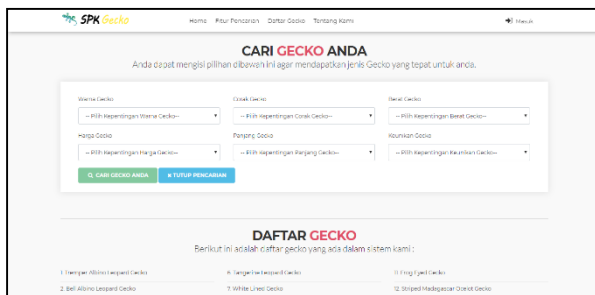 SPK Gecko
Home Fitur Pencarian Daftar Gecko Tentang Kami
Masuk
CARI GECKO ANDA
Anda dapat mengisi pilihan dibawah ini agar mendapatkan jenis Gecko yang tepat untuk anda.
Warna Gecko Corak Gecko Berat Gecko
-- Pilih Kepentingan Warna Gecko-- -- Pilih Kepentingan Corak Gecko-- -- Pilih Kepentingan Berat Gecko--
Harga Gecko Panjang Gecko Keunikan Gecko
-- Pilih Kepentingan Harga Gecko-- -- Pilih Kepentingan Panjang Gecko-- -- Pilih Kepentingan Keunikan Gecko--
CARI GECKO ANDA TUTUP PENCARIAN
DAFTAR GECKO
Berikut ini adalah daftar gecko yang ada dalam sistem kami :
1. Tremper Albino Leopard Gecko 6. Tangerine Leopard Gecko 11. Frog Eyed Gecko
2. Bell Albino Leopard Gecko 7. White Lined Gecko 12. Striped Madagascar Ocelot Gecko